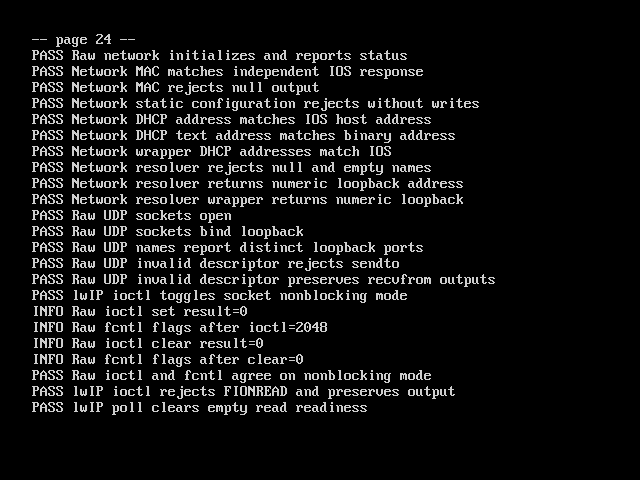 -- page 24 --
PASS Raw network initializes and reports status
PASS Network MAC matches independent IOS response
PASS Network MAC rejects null output
PASS Network static configuration rejects without writes
PASS Network DHCP address matches IOS host address
PASS Network DHCP text address matches binary address
PASS Network wrapper DHCP addresses match IOS
PASS Network resolver rejects null and empty names
PASS Network resolver returns numeric loopback address
PASS Network resolver wrapper returns numeric loopback
PASS Raw UDP sockets open
PASS Raw UDP sockets bind loopback
PASS Raw UDP names report distinct loopback ports
PASS Raw UDP invalid descriptor rejects sendto
PASS Raw UDP invalid descriptor preserves recvfrom outputs
PASS lwIP ioctl toggles socket nonblocking mode
INFO Raw ioctl set result=0
INFO Raw fcntl flags after ioctl=2048
INFO Raw ioctl clear result=0
INFO Raw fcntl flags after clear=0
PASS Raw ioctl and fcntl agree on nonblocking mode
PASS lwIP ioctl rejects FIONREAD and preserves output
PASS lwIP poll clears empty read readiness